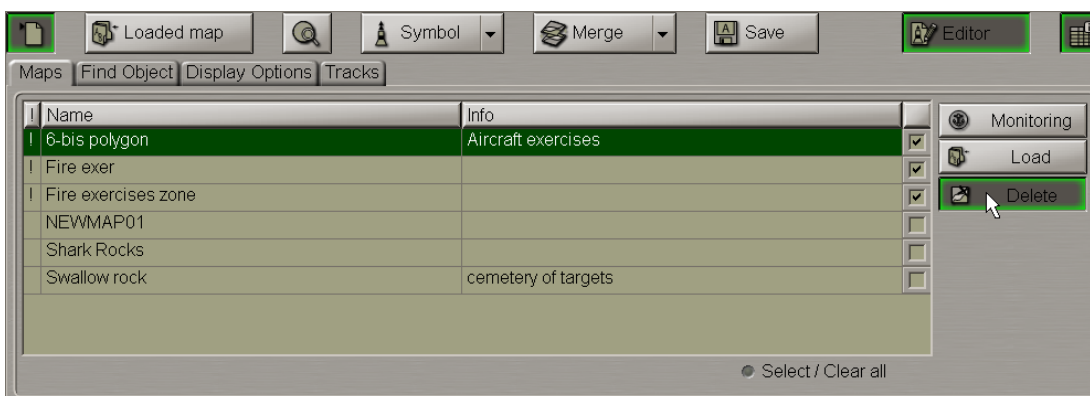 Loaded map Symbol Merge Save Editor
Maps Find Object Display Options Tracks
! Name Info
! 6-bis polygon Aircraft exercises
! Fire exer
! Fire exercises zone
NEWMAP01
Shark Rocks
Swallow rock cemetery of targets
Monitoring
Load
Delete
Select / Clear all